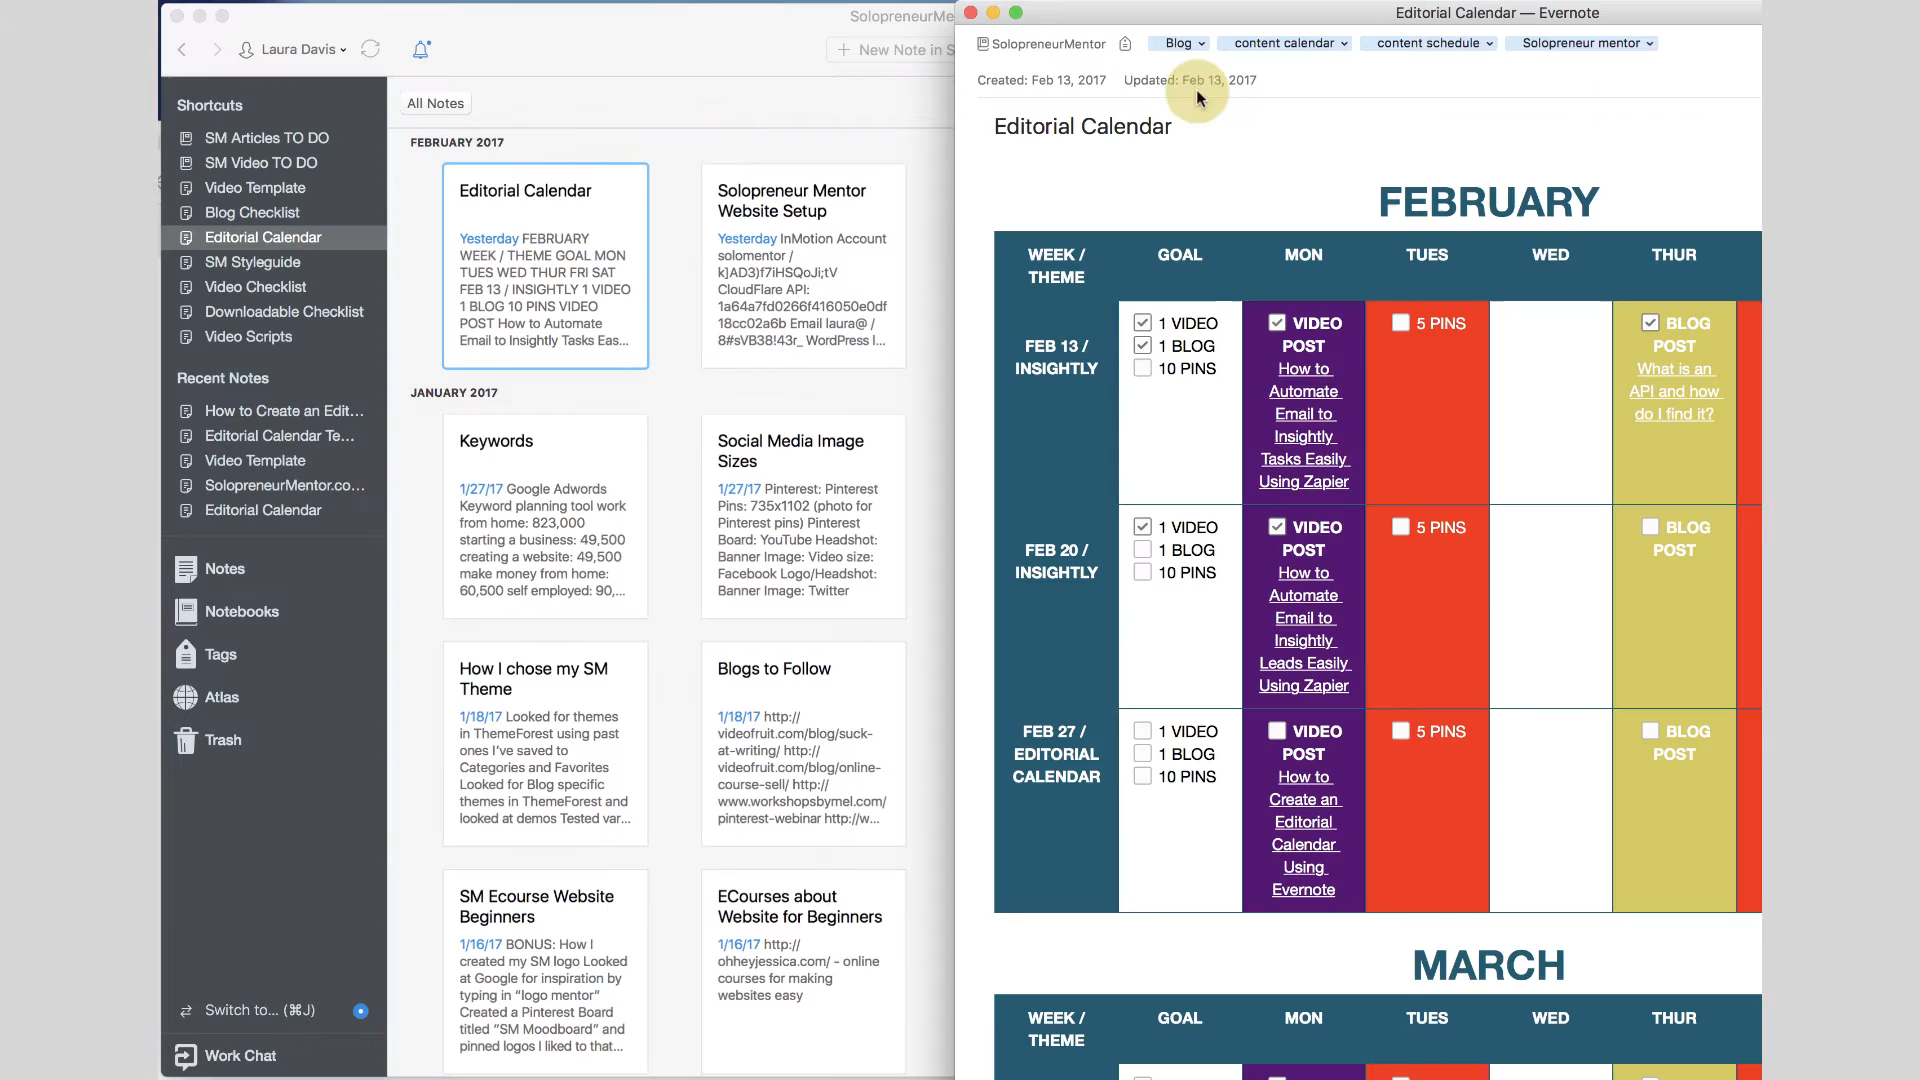 SolopreneurMe
Laura Davis
New Note in S
Shortcuts
SM Articles TO DO
SM Video TO DO
Video Template
Blog Checklist
Editorial Calendar
SM Styleguide
Video Checklist
Downloadable Checklist
Video Scripts
Recent Notes
How to Create an Edit...
Editorial Calendar Te...
Video Template
SolopreneurMentor.co...
Editorial Calendar
Notes
Notebooks
Tags
Atlas
Trash
Switch to... (⌘J)
Work Chat
All Notes
FEBRUARY 2017
Editorial Calendar
Yesterday FEBRUARY
WEEK / THEME GOAL MON
TUES WED THUR FRI SAT
FEB 13 / INSIGHTLY 1 VIDEO
1 BLOG 10 PINS VIDEO
POST How to Automate
Email to Insightly Tasks Eas...
Solopreneur Mentor
Website Setup
Yesterday InMotion Account
solomentor /
k]AD3)f7iHSQoJi;tV
CloudFlare API:
1a64a7fd0266f416050e0df
18cc02a6b Email laura@ /
8#sVB38!43r_ WordPress I...
JANUARY 2017
Keywords
1/27/17 Google Adwords
Keyword planning tool work
from home: 823,000
starting a business: 49,500
creating a website: 49,500
make money from home:
60,500 self employed: 90,...
Social Media Image
Sizes
1/27/17 Pinterest: Pinterest
Pins: 735x1102 (photo for
Pinterest pins) Pinterest
Board: YouTube Headshot:
Banner Image: Video size:
Facebook Logo/Headshot:
Banner Image: Twitter
How I chose my SM
Theme
1/18/17 Looked for themes
in ThemeForest using past
ones I've saved to
Categories and Favorites
Looked for Blog specific
themes in ThemeForest and
looked at demos Tested var...
Blogs to Follow
1/18/17 http://
videofruit.com/blog/suck-
at-writing/ http://
videofruit.com/blog/online-
course-sell/ http://
www.workshopsbymel.com/
pinterest-webinar http://w...
SM Ecourse Website
Beginners
1/16/17 BONUS: How I
created my SM logo Looked
at Google for inspiration by
typing in "logo mentor"
Created a Pinterest Board
titled "SM Moodboard" and
pinned logos I liked to that...
ECourses about
Website for Beginners
1/16/17 http://
ohheyjessica.com/ - online
courses for making
websites easy
Editorial Calendar — Evernote
SolopreneurMentor Blog content calendar content schedule Solopreneur mentor
Created: Feb 13, 2017 Updated: Feb 13, 2017
Editorial Calendar
FEBRUARY
WEEK /
THEME
GOAL
MON
TUES
WED
THUR
FEB 13 /
INSIGHTLY
1 VIDEO
1 BLOG
10 PINS
VIDEO
POST
How to
Automate
Email to
Insightly
Tasks Easily
Using Zapier
5 PINS
BLOG
POST
What is an
API and how
do I find it?
FEB 20 /
INSIGHTLY
1 VIDEO
1 BLOG
10 PINS
VIDEO
POST
How to
Automate
Email to
Insightly
Leads Easily
Using Zapier
5 PINS
BLOG
POST
FEB 27 /
EDITORIAL
CALENDAR
1 VIDEO
1 BLOG
10 PINS
VIDEO
POST
How to
Create an
Editorial
Calendar
Using
Evernote
5 PINS
BLOG
POST
MARCH
WEEK /
THEME
GOAL
MON
TUES
WED
THUR